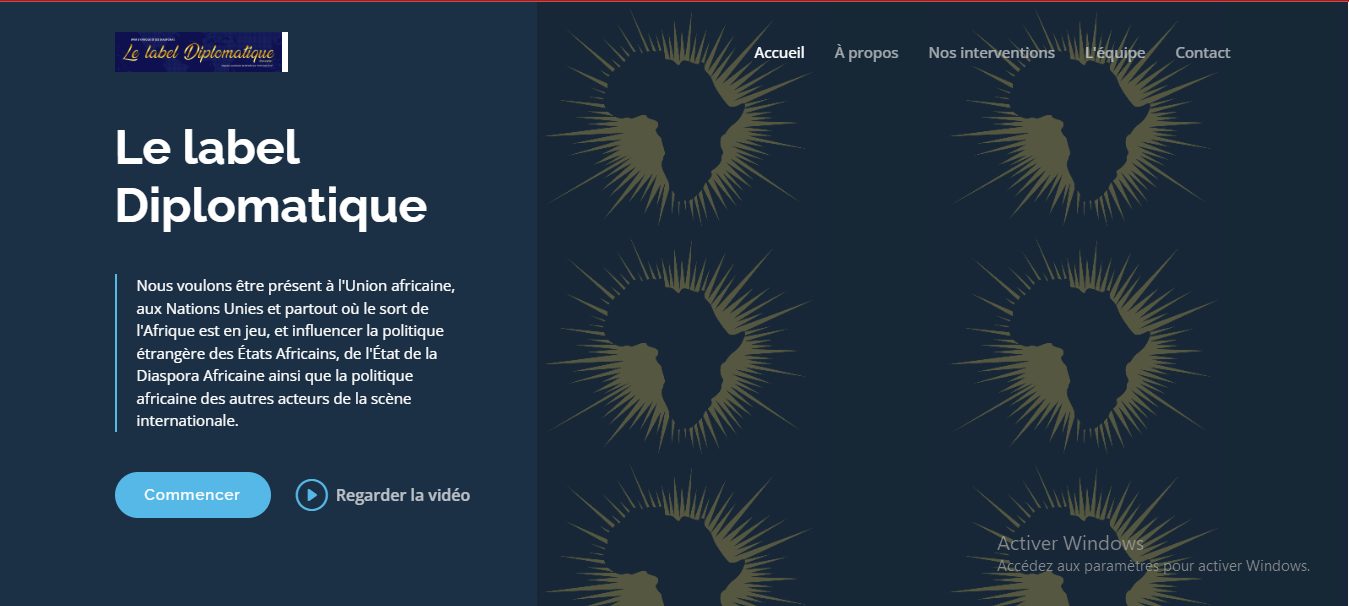 Le label Diplomatique
Accueil
À propos
Nos interventions
L'équipe
Contact
Le label
Diplomatique
Nous voulons être présent à l'Union africaine,
aux Nations Unies et partout où le sort de
l'Afrique est en jeu, et influencer la politique
étrangère des États Africains, de l'État de la
Diaspora Africaine ainsi que la politique
africaine des autres acteurs de la scène
internationale.
Commencer
Regarder la vidéo
Activer Windows
Accédez aux paramètres pour activer Windows.